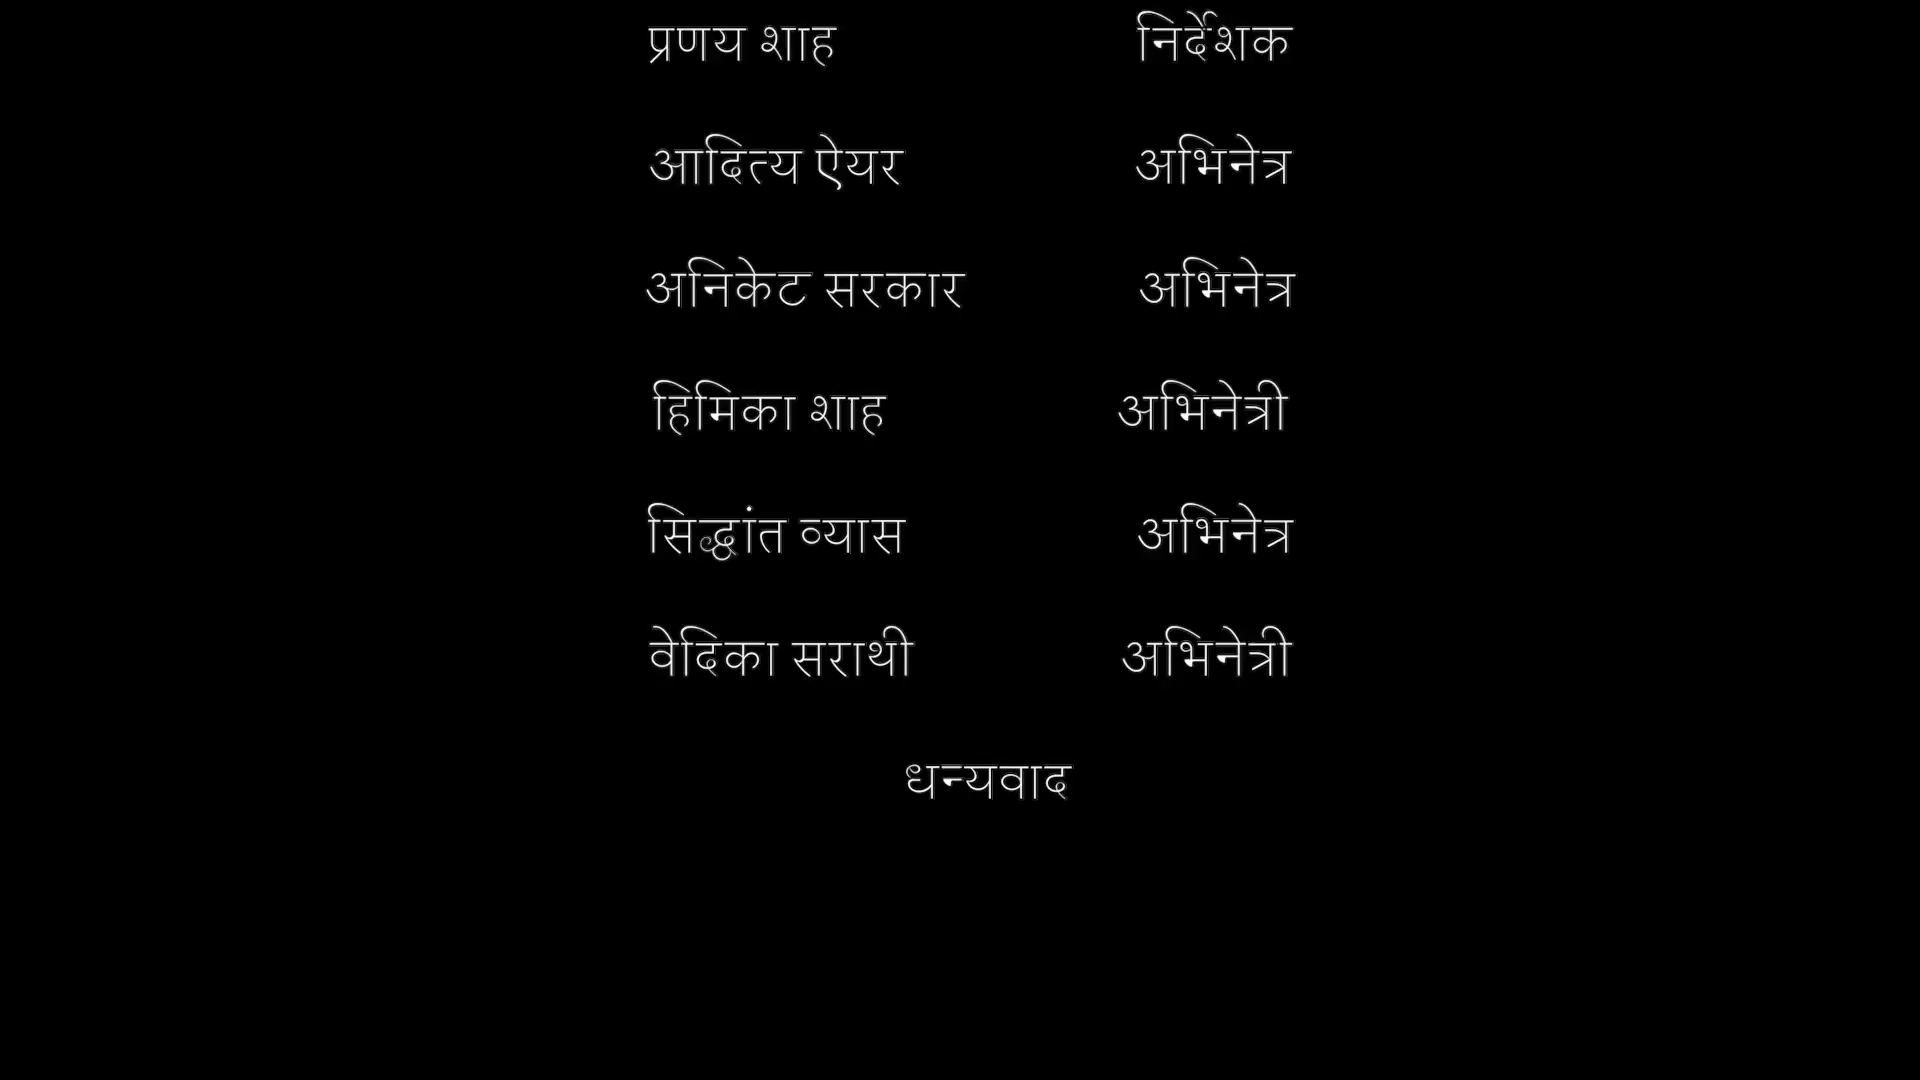 प्रणय शाह निर्देशक
आदित्य ऐयर अभिनेत्र
अनिकेट सरकार अभिनेत्र
हिमिका शाह अभिनेत्री
सिद्धांत व्यास अभिनेत्र
वेदिका सराथी अभिनेत्री
धन्यवाद